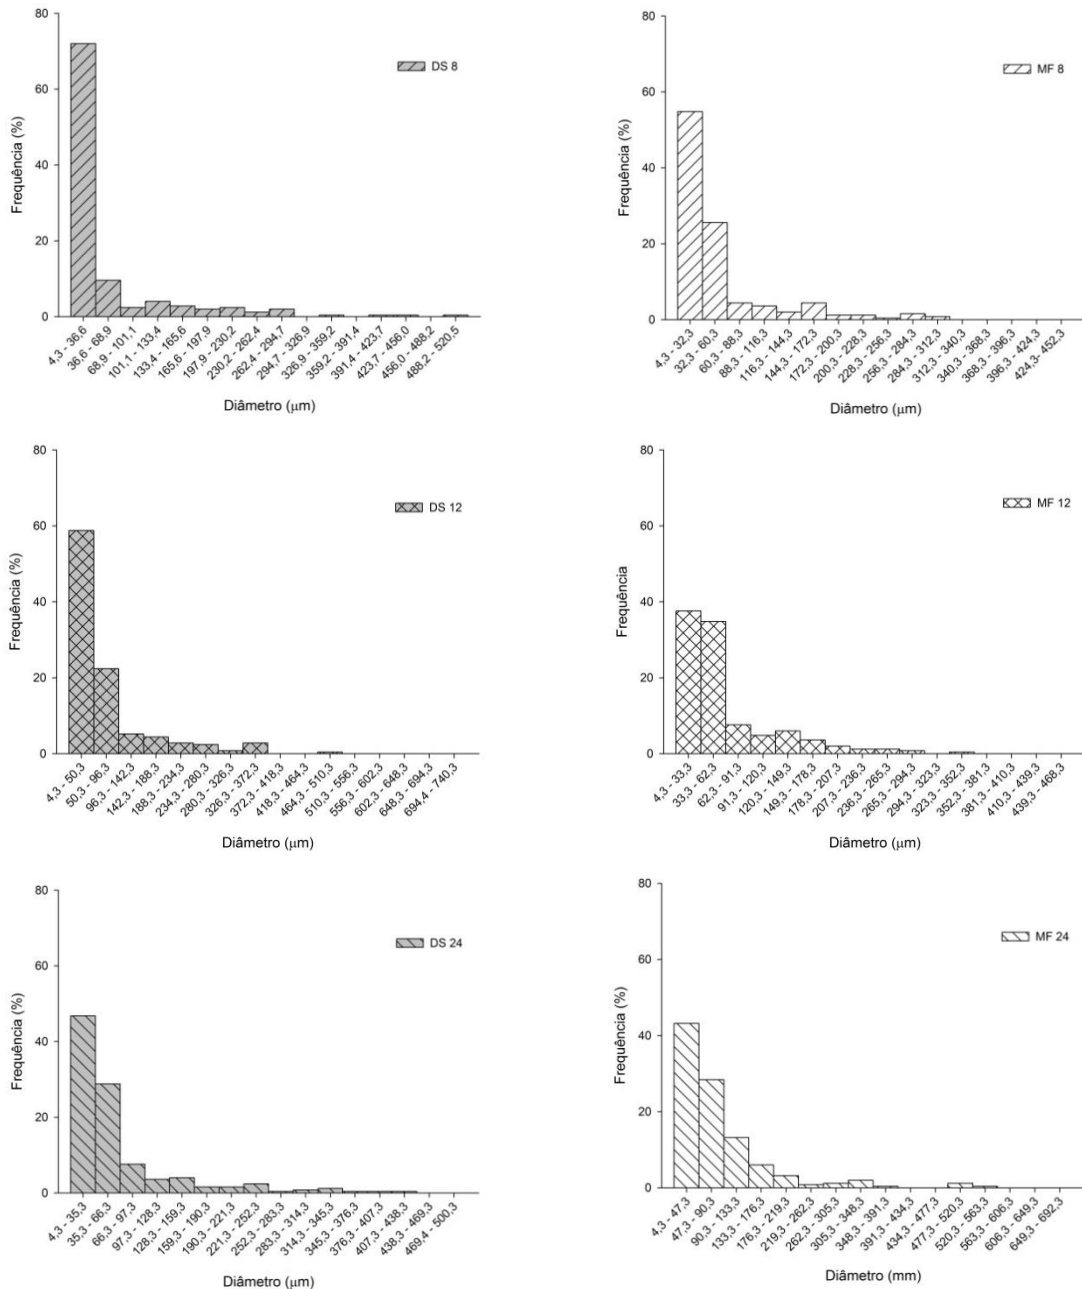 80
60
40
20
0
Frequência (%)
DS 8
4,3 - 36,6
36,6 - 68,9
68,9 - 101,1
101,1 - 133,4
133,4 - 165,6
165,6 - 197,9
197,9 - 230,2
230,2 - 262,4
262,4 - 294,7
294,7 - 326,9
326,9 - 359,2
359,2 - 391,4
391,4 - 423,7
423,7 - 456,0
456,0 - 488,2
488,2 - 520,5
Diâmetro (μm)
80
60
40
20
0
Frequência (%)
MF 8
4,3 - 32,3
32,3 - 60,3
60,3 - 88,3
88,3 - 116,3
116,3 - 144,3
144,3 - 172,3
172,3 - 200,3
200,3 - 228,3
228,3 - 256,3
256,3 - 284,3
284,3 - 312,3
312,3 - 340,3
340,3 - 368,3
368,3 - 396,3
396,3 - 424,3
424,3 - 452,3
Diâmetro (μm)
80
60
40
20
0
Frequência (%)
DS 12
4,3 - 50,3
50,3 - 96,3
96,3 - 142,3
142,3 - 188,3
188,3 - 234,3
234,3 - 280,3
280,3 - 326,3
326,3 - 372,3
372,3 - 418,3
418,3 - 464,3
464,3 - 510,3
510,3 - 556,3
556,3 - 602,3
602,3 - 648,3
648,3 - 694,3
694,4 - 740,3
Diâmetro (μm)
80
60
40
20
0
Frequência
MF 12
4,3 - 33,3
33,3 - 62,3
62,3 - 91,3
91,3 - 120,3
120,3 - 149,3
149,3 - 178,3
178,3 - 207,3
207,3 - 236,3
236,3 - 265,3
265,3 - 294,3
294,3 - 323,3
323,3 - 352,3
352,3 - 381,3
381,3 - 410,3
410,3 - 439,3
439,3 - 468,3
Diâmetro (μm)
80
60
40
20
0
Frequência (%)
DS 24
4,3 - 35,3
35,3 - 66,3
66,3 - 97,3
97,3 - 128,3
128,3 - 159,3
159,3 - 190,3
190,3 - 221,3
221,3 - 252,3
252,3 - 283,3
283,3 - 314,3
314,3 - 345,3
345,3 - 376,3
376,3 - 407,3
407,3 - 438,3
438,3 - 469,3
469,4 - 500,3
Diâmetro (μm)
80
60
40
20
0
Frequência (%)
MF 24
4,3 - 47,3
47,3 - 90,3
90,3 - 133,3
133,3 - 176,3
176,3 - 219,3
219,3 - 262,3
262,3 - 305,3
305,3 - 348,3
348,3 - 391,3
391,3 - 434,3
434,3 - 477,3
477,3 - 520,3
520,3 - 563,3
563,3 - 606,3
606,3 - 649,3
649,3 - 692,3
Diâmetro (mm)